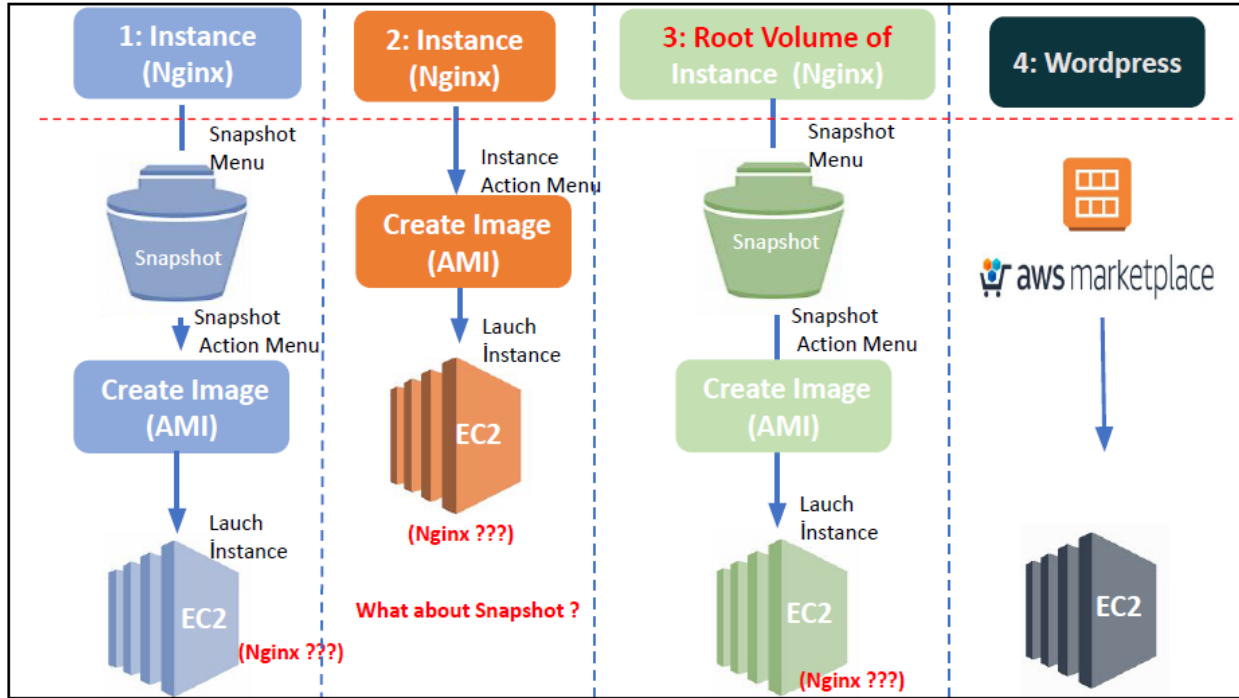 1: Instance
(Nginx)
Snapshot
Menu
Snapshot
Snapshot
Action Menu
Create Image
(AMI)
Lauch
İnstance
EC2
(Nginx ???)
2: Instance
(Nginx)
Instance
Action Menu
Create Image
(AMI)
Lauch
İnstance
EC2
(Nginx ???)
What about Snapshot ?
3: Root Volume of
Instance (Nginx)
Snapshot
Menu
Snapshot
Snapshot
Action Menu
Create Image
(AMI)
Lauch
İnstance
EC2
(Nginx ???)
4: Wordpress
aws marketplace
EC2